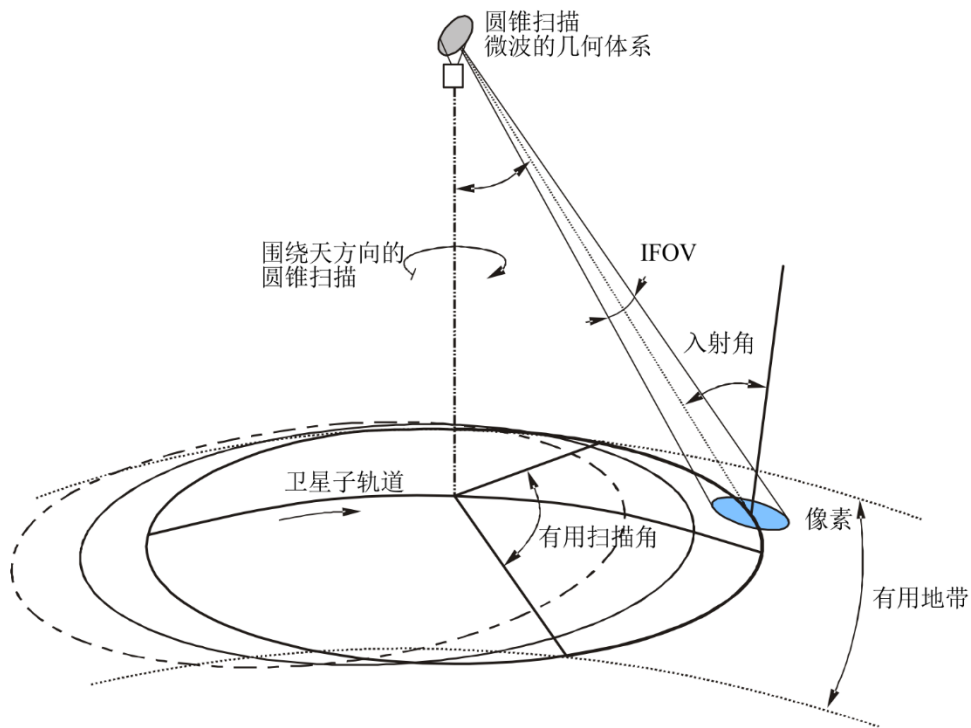 圆锥扫描
微波的几何体系
围绕天方向的
圆锥扫描
IFOV
入射角
卫星子轨道
像素
有用扫描角
有用地带